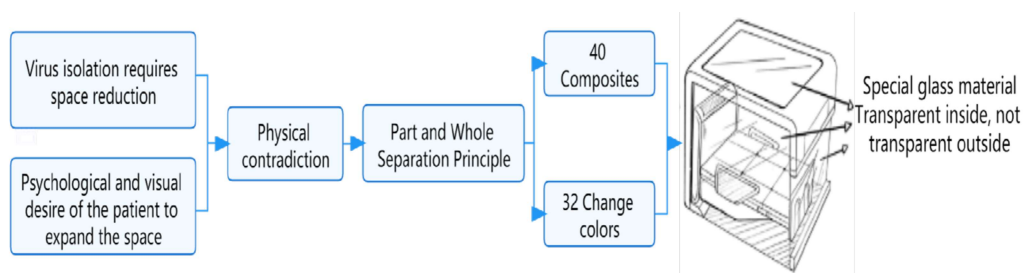 Virus isolation requires
space reduction
Psychological and visual
desire of the patient to
expand the space
Physical
contradiction
Part and Whole
Separation Principle
40
Composites
32 Change
colors
Special glass material
Transparent inside, not
transparent outside